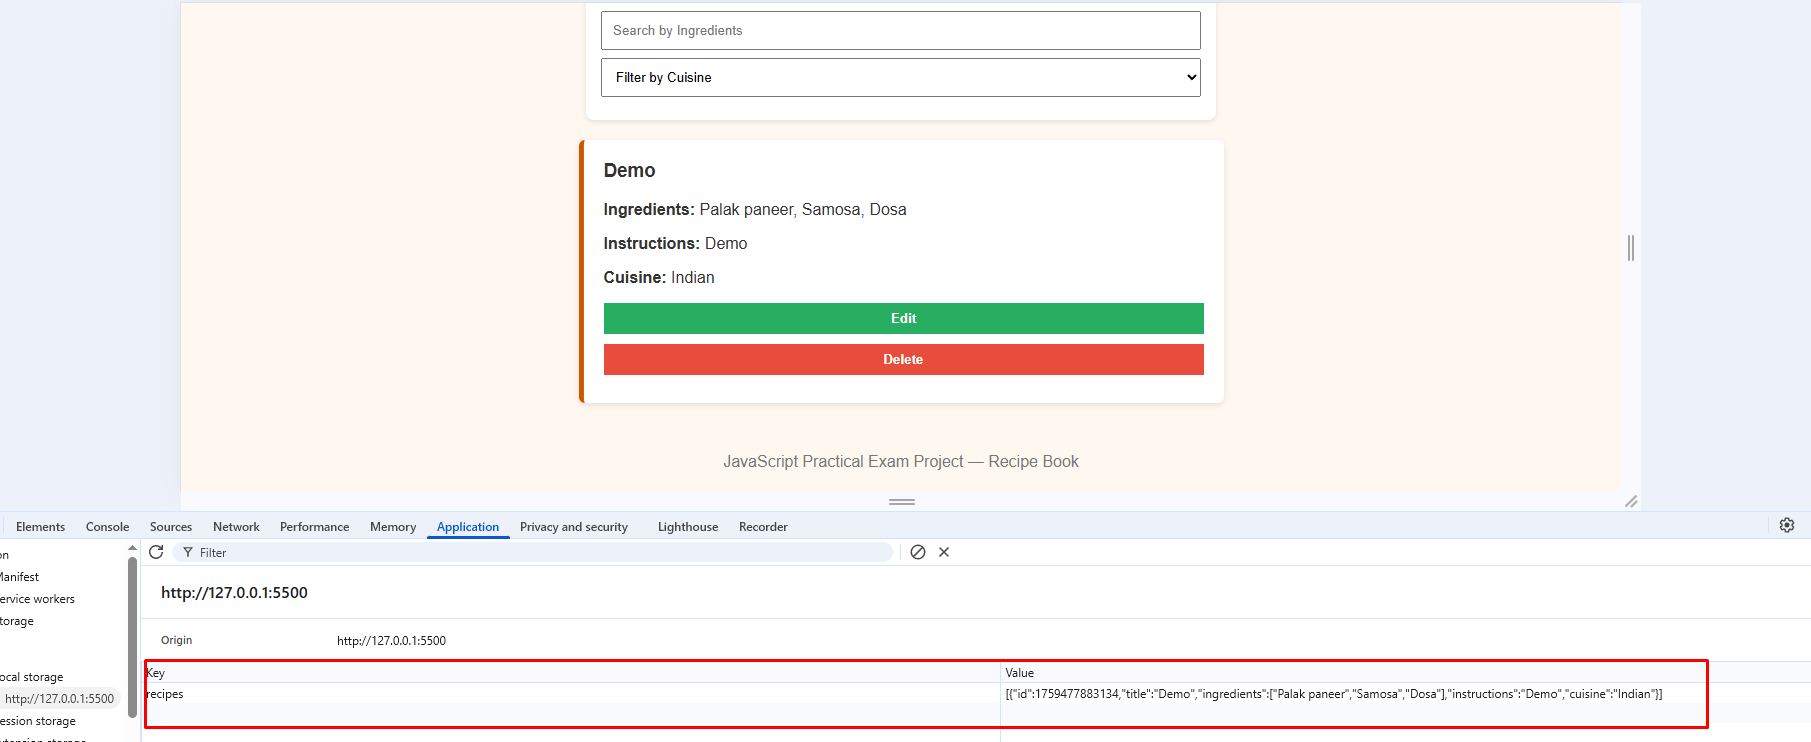 Search by Ingredients
Filter by Cuisine
Demo
Ingredients: Palak paneer, Samosa, Dosa
Instructions: Demo
Cuisine: Indian
Edit
Delete
JavaScript Practical Exam Project — Recipe Book
Elements Console Sources Network Performance Memory Application Privacy and security Lighthouse Recorder
on
Manifest
ervice workers
torage
ocal storage
http://127.0.0.1:5500
ession storage
Filter
http://127.0.0.1:5500
Origin http://127.0.0.1:5500
Key Value
recipes [{"id":1759477883134,"title":"Demo","ingredients":["Palak paneer","Samosa","Dosa"],"instructions":"Demo","cuisine":"Indian"}]